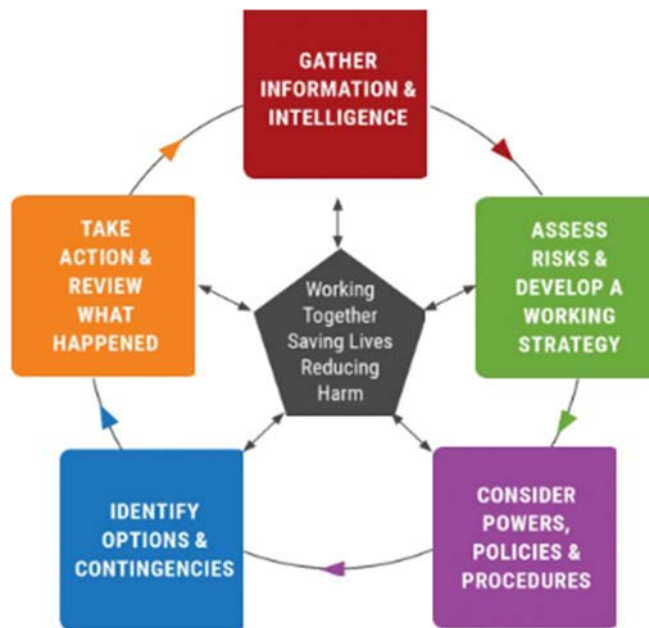 GATHER
INFORMATION &
INTELLIGENCE
ASSESS
RISKS &
DEVELOP A
WORKING
STRATEGY
CONSIDER
POWERS,
POLICIES &
PROCEDURES
IDENTIFY
OPTIONS &
CONTINGENCIES
TAKE
ACTION &
REVIEW
WHAT
HAPPENED
Working
Together
Saving Lives
Reducing
Harm